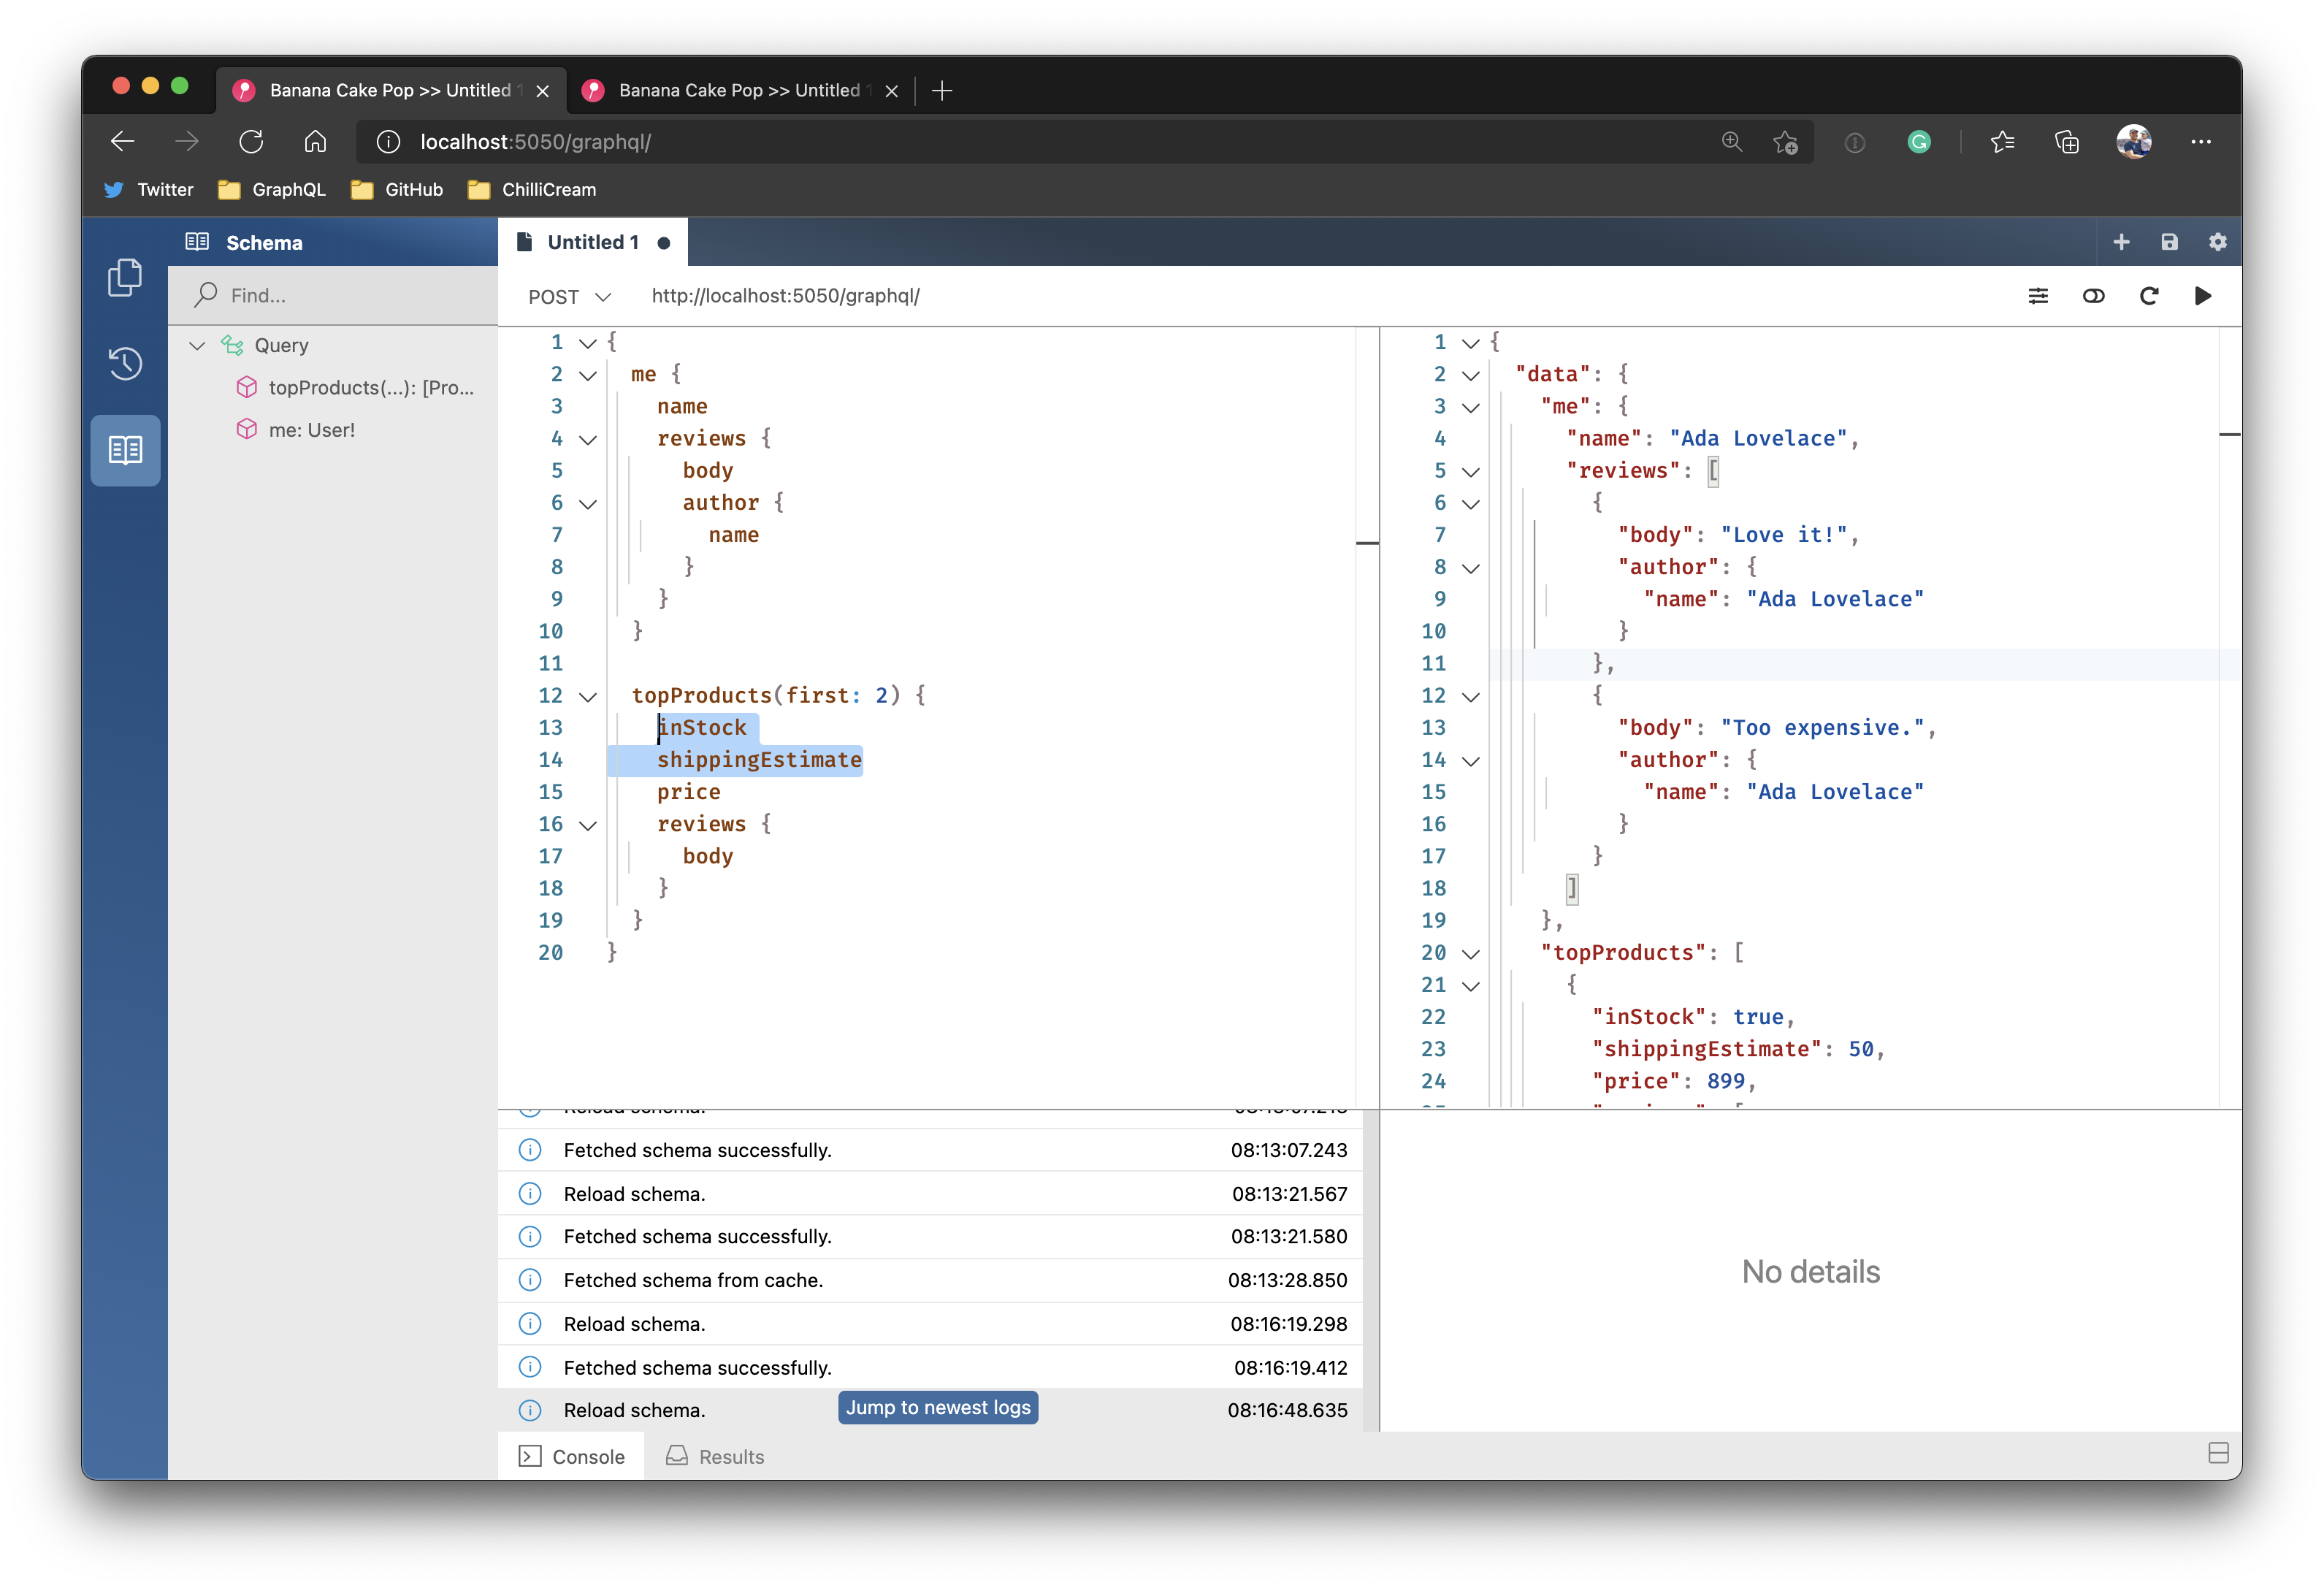 Banana Cake Pop >> Untitled 1
Banana Cake Pop >> Untitled 1
localhost:5050/graphql/
Twitter
GraphQL
GitHub
ChilliCream
Schema
Untitled 1
Find...
POST
http://localhost:5050/graphql/
Query
topProducts(...): [Pro...
me: User!
1 {
2 me {
3 name
4 reviews {
5 body
6 author {
7 name
8 }
9 }
10 }
11
12 topProducts(first: 2) {
13 inStock
14 shippingEstimate
15 price
16 reviews {
17 body
18 }
19 }
20 }
1 {
2 "data": {
3 "me": {
4 "name": "Ada Lovelace",
5 "reviews": [
6 {
7 "body": "Love it!",
8 "author": {
9 "name": "Ada Lovelace"
10 }
11 },
12 {
13 "body": "Too expensive.",
14 "author": {
15 "name": "Ada Lovelace"
16 }
17 }
18 ]
19 },
20 "topProducts": [
21 {
22 "inStock": true,
23 "shippingEstimate": 50,
24 "price": 899,
Reload schema.
Fetched schema successfully. 08:13:07.243
Reload schema. 08:13:21.567
Fetched schema successfully. 08:13:21.580
Fetched schema from cache. 08:13:28.850
Reload schema. 08:16:19.298
Fetched schema successfully. 08:16:19.412
Reload schema. 08:16:48.635
Jump to newest logs
No details
Console
Results